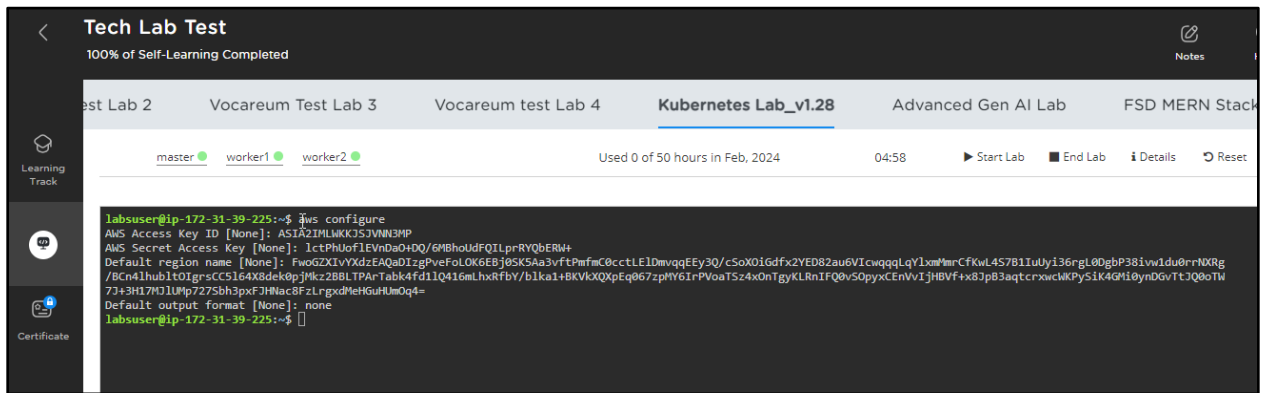 Tech Lab Test
100% of Self-Learning Completed
Notes
est Lab 2 Vocareum Test Lab 3 Vocareum test Lab 4 Kubernetes Lab_v1.28 Advanced Gen AI Lab FSD MERN Stack
Learning
Track
master worker1 worker2 Used 0 of 50 hours in Feb, 2024 04:58 Start Lab End Lab Details Reset
labsuser@ip-172-31-39-225:~$ aws configure
AWS Access Key ID [None]: ASIA2IMLWKKJSJVNN3MP
AWS Secret Access Key [None]: lctPhUoflEVnDaO+DQ/6MBhoUdFQILprRYQbERW+
Default region name [None]:
Default output format [None]: none
labsuser@ip-172-31-39-225:~$
Certificate